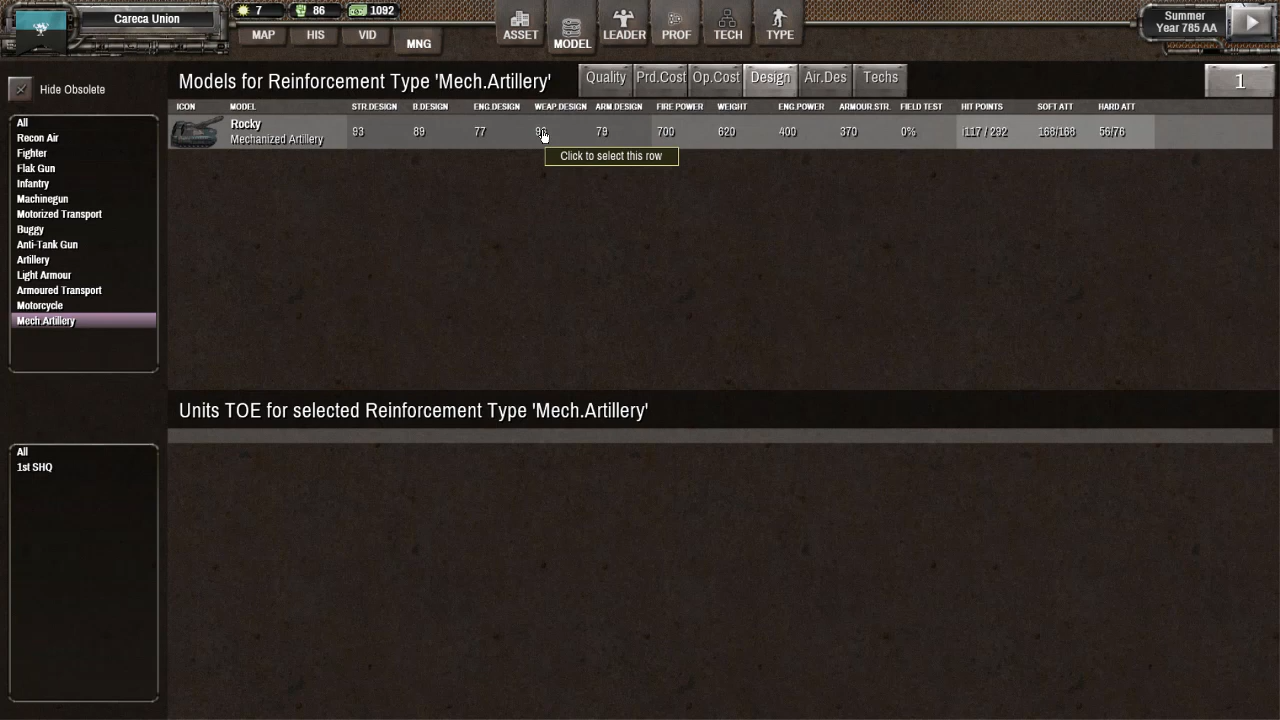 Careca Union
7
86
1092
MAP
HIS
VID
MNG
ASSET
MODEL
LEADER
PROF
TECH
TYPE
Summer
Year 785 AA
Hide Obsolete
Models for Reinforcement Type 'Mech.Artillery'
Quality
Prd.Cost
Op.Cost
Design
Air.Des
Techs
1
ICON MODEL STR.DESIGN B.DESIGN ENG.DESIGN WEAP.DESIGN ARM.DESIGN FIRE POWER WEIGHT ENG.POWER ARMOUR STR. FIELD TEST HIT POINTS SOFT ATT HARD ATT
Rocky
Mechanized Artillery
93 89 77 79 700 620 400 370 0% 117 / 292 168/168 56/76
Click to select this row
All
Recon Air
Fighter
Flak Gun
Infantry
Machinegun
Motorized Transport
Buggy
Anti-Tank Gun
Artillery
Light Armour
Armoured Transport
Motorcycle
Mech.Artillery
Units TOE for selected Reinforcement Type 'Mech.Artillery'
All
1st SHQ